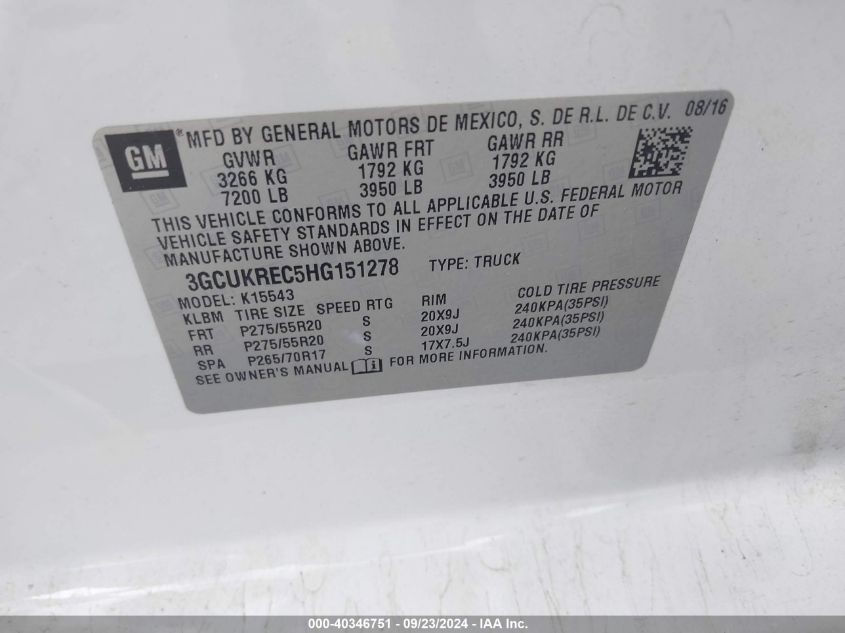 GM
® MFD BY GENERAL MOTORS DE MEXICO, S. DE R.L. DE C.V. 08/16
GVWR GAWR FRT GAWR RR
3266 KG 1792 KG 1792 KG
7200 LB 3950 LB 3950 LB
THIS VEHICLE CONFORMS TO ALL APPLICABLE U.S. FEDERAL MOTOR
VEHICLE SAFETY STANDARDS IN EFFECT ON THE DATE OF
MANUFACTURE SHOWN ABOVE.
3GCUKREC5HG151278 TYPE: TRUCK
MODEL: K15543
KLBM TIRE SIZE SPEED RTG RIM COLD TIRE PRESSURE
FRT P275/55R20 S 20X9J 240KPA(35PSI)
RR P275/55R20 S 20X9J 240KPA(35PSI)
SPA P265/70R17 S 17X7.5J 240KPA(35PSI)
SEE OWNER'S MANUAL FOR MORE INFORMATION.
000-40346751 - 09/23/2024 - IAA Inc.